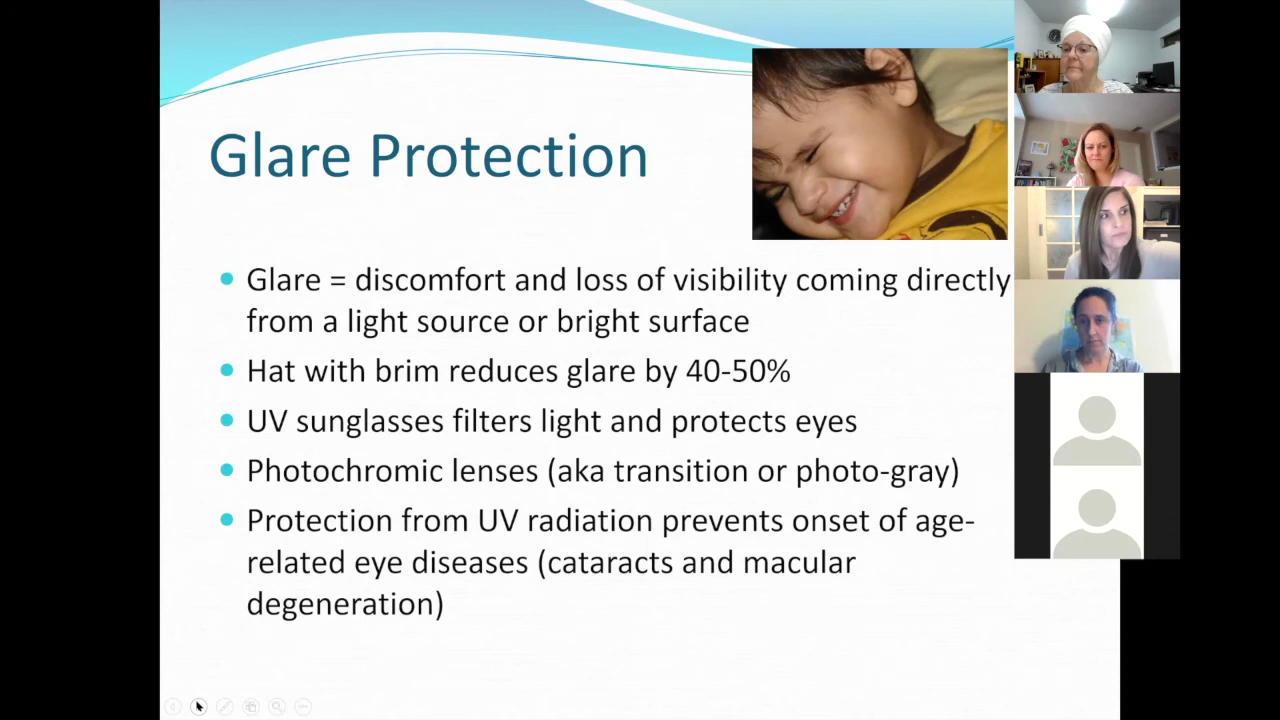 Glare Protection
Glare = discomfort and loss of visibility coming directly
from a light source or bright surface
Hat with brim reduces glare by 40-50%
UV sunglasses filters light and protects eyes
Photochromic lenses (aka transition or photo-gray)
Protection from UV radiation prevents onset of age-
related eye diseases (cataracts and macular
degeneration)